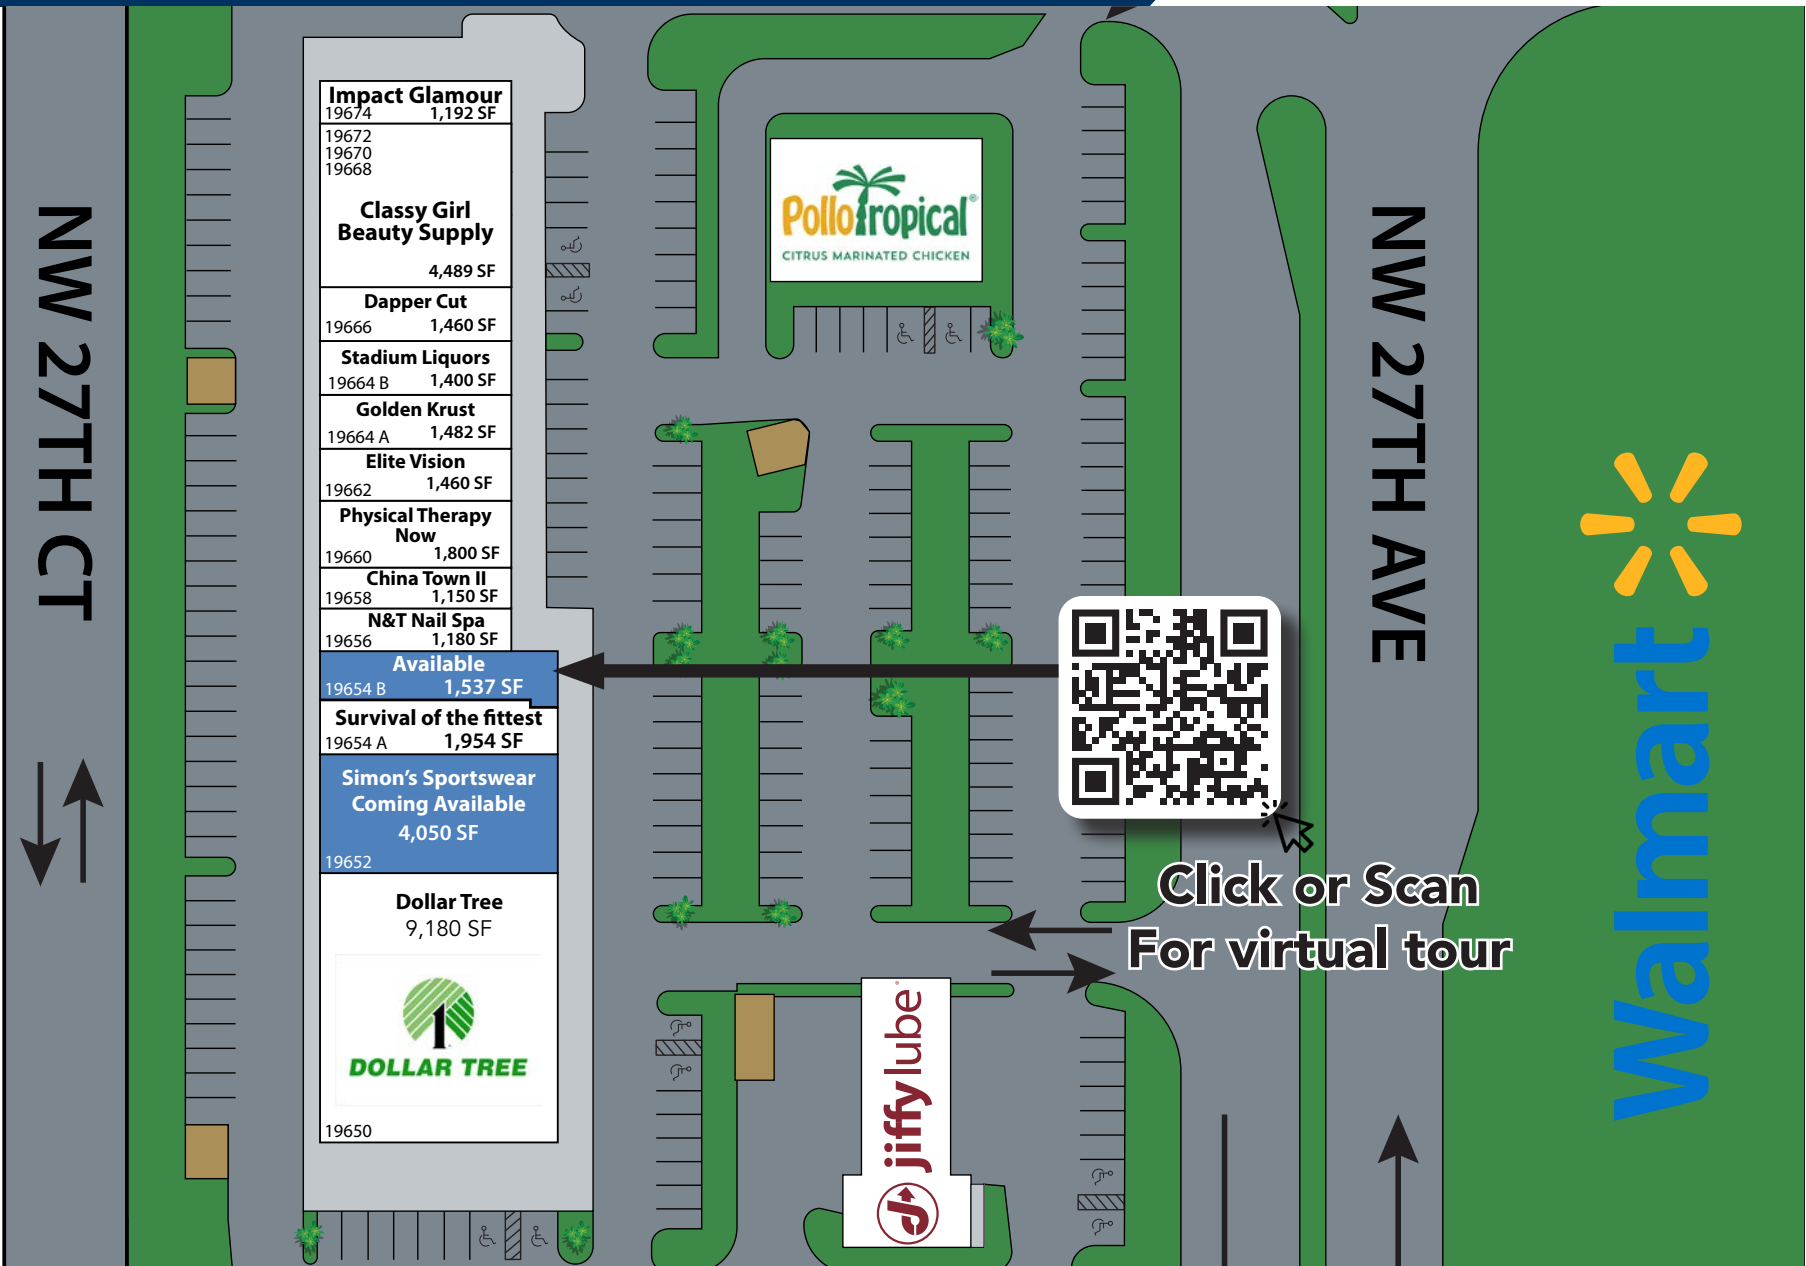 NW 27TH CT
Impact Glamour
19674 1,192 SF
19672
19670
19668
Classy Girl
Beauty Supply
4,489 SF
Dapper Cut
19666 1,460 SF
Stadium Liquors
19664 B 1,400 SF
Golden Krust
19664 A 1,482 SF
Elite Vision
19662 1,460 SF
Physical Therapy
Now
19660 1,800 SF
China Town II
19658 1,150 SF
N&T Nail Spa
19656 1,180 SF
Available
19654 B 1,537 SF
Survival of the fittest
19654 A 1,954 SF
Simon's Sportswear
Coming Available
4,050 SF
19652
Dollar Tree
9,180 SF
1
DOLLAR TREE
19650
PolloTropical®
CITRUS MARINATED CHICKEN
jiffy lube
NW 27TH AVE
Click or Scan
For virtual tour
Walmart